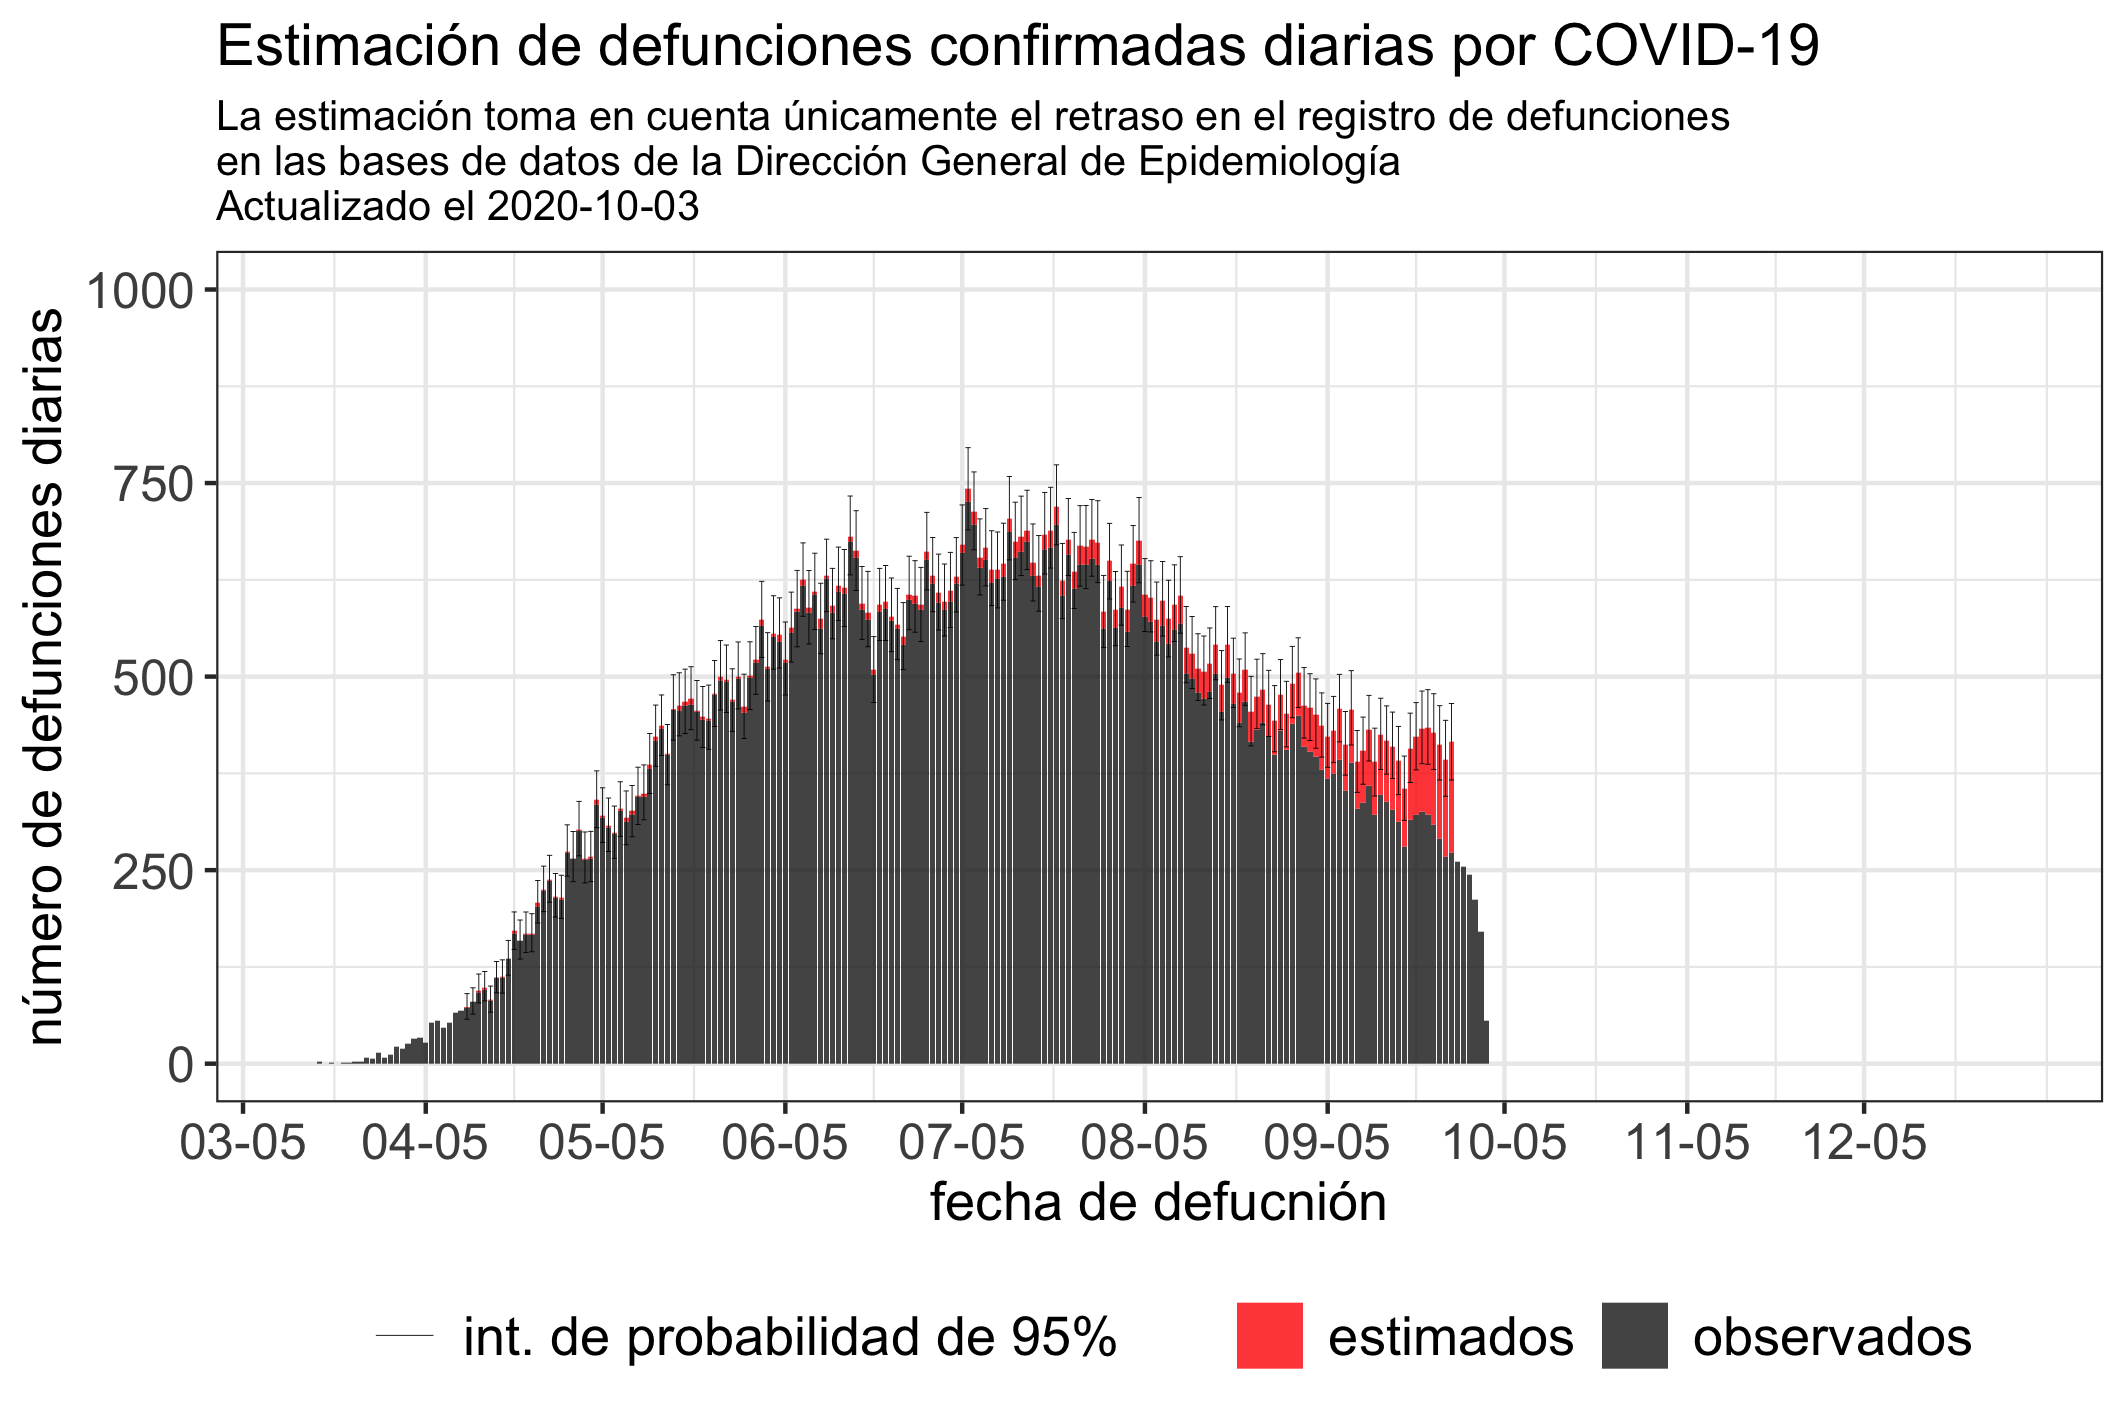 Estimación de defunciones confirmadas diarias por COVID-19
La estimación toma en cuenta únicamente el retraso en el registro de defunciones
en las bases de datos de la Dirección General de Epidemiología
Actualizado el 2020-10-03
número de defunciones diarias
1000
750
500
250
0
03-05 04-05 05-05 06-05 07-05 08-05 09-05 10-05 11-05 12-05
fecha de defucnión
int. de probabilidad de 95% estimados observados